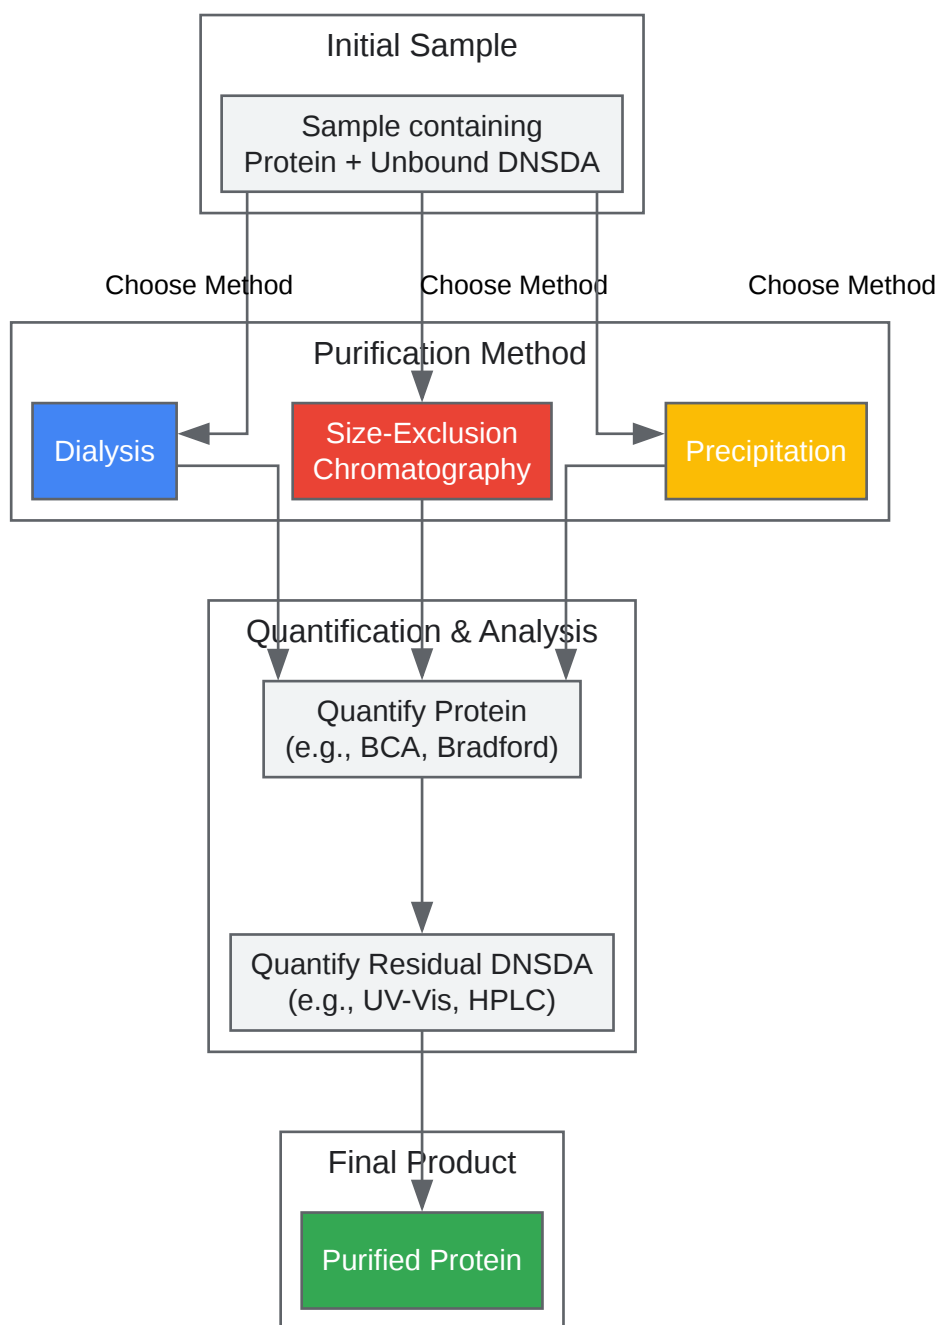 Initial Sample
Sample containing
Protein + Unbound DNSDA
Choose Method
Choose Method
Choose Method
Purification Method
Dialysis
Size-Exclusion
Chromatography
Precipitation
Quantification & Analysis
Quantify Protein
(e.g., BCA, Bradford)
Quantify Residual DNSDA
(e.g., UV-Vis, HPLC)
Final Product
Purified Protein